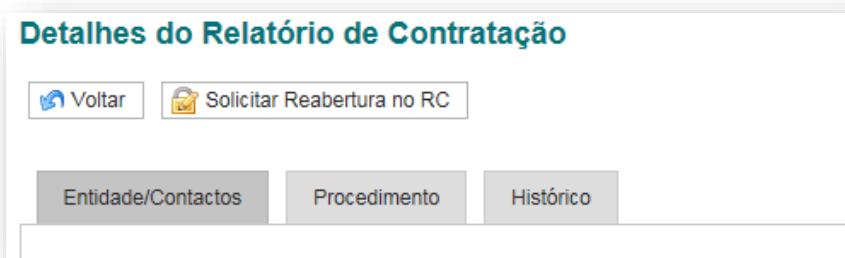 Detalhes do Relatório de Contratação
Voltar Solicitar Reabertura no RC
Entidade/Contactos Procedimento Histórico